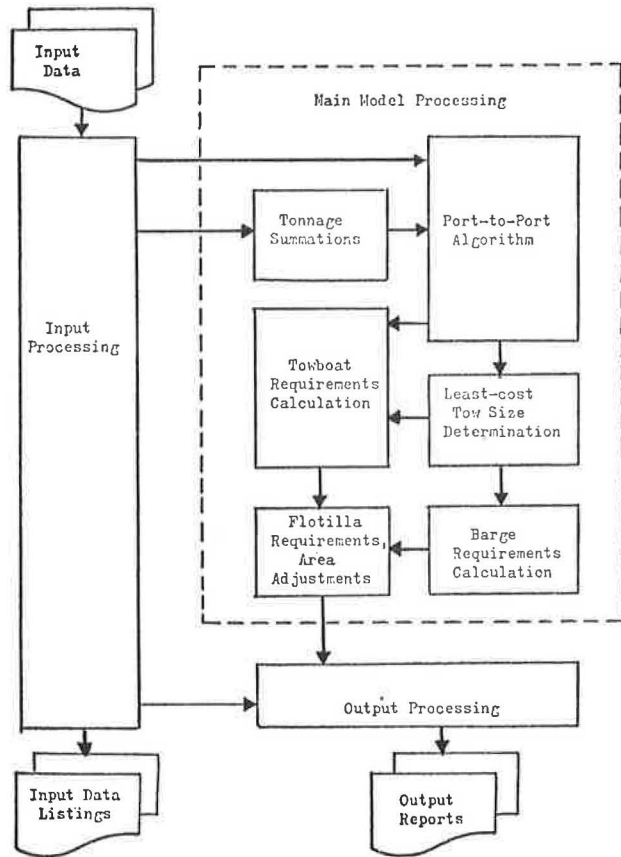 Input
Data
Main Model Processing
Tonnage
Summations
Port-to-Port
Algorithm
Input
Processing
Towboat
Requirements
Calculation
Least-cost
Tow Size
Determination
Flotilla
Requirements,
Area
Adjustments
Barge
Requirements
Calculation
Output Processing
Input Data
Listings
Output
Reports